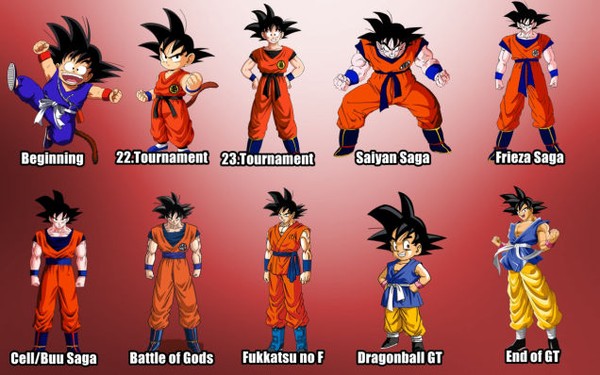 Beginning
22.Tournament
23.Tournament
Saiyan Saga
Frieza Saga
Cell/Buu Saga
Battle of Gods
Fukkatsu no F
Dragonball GT
End of GT